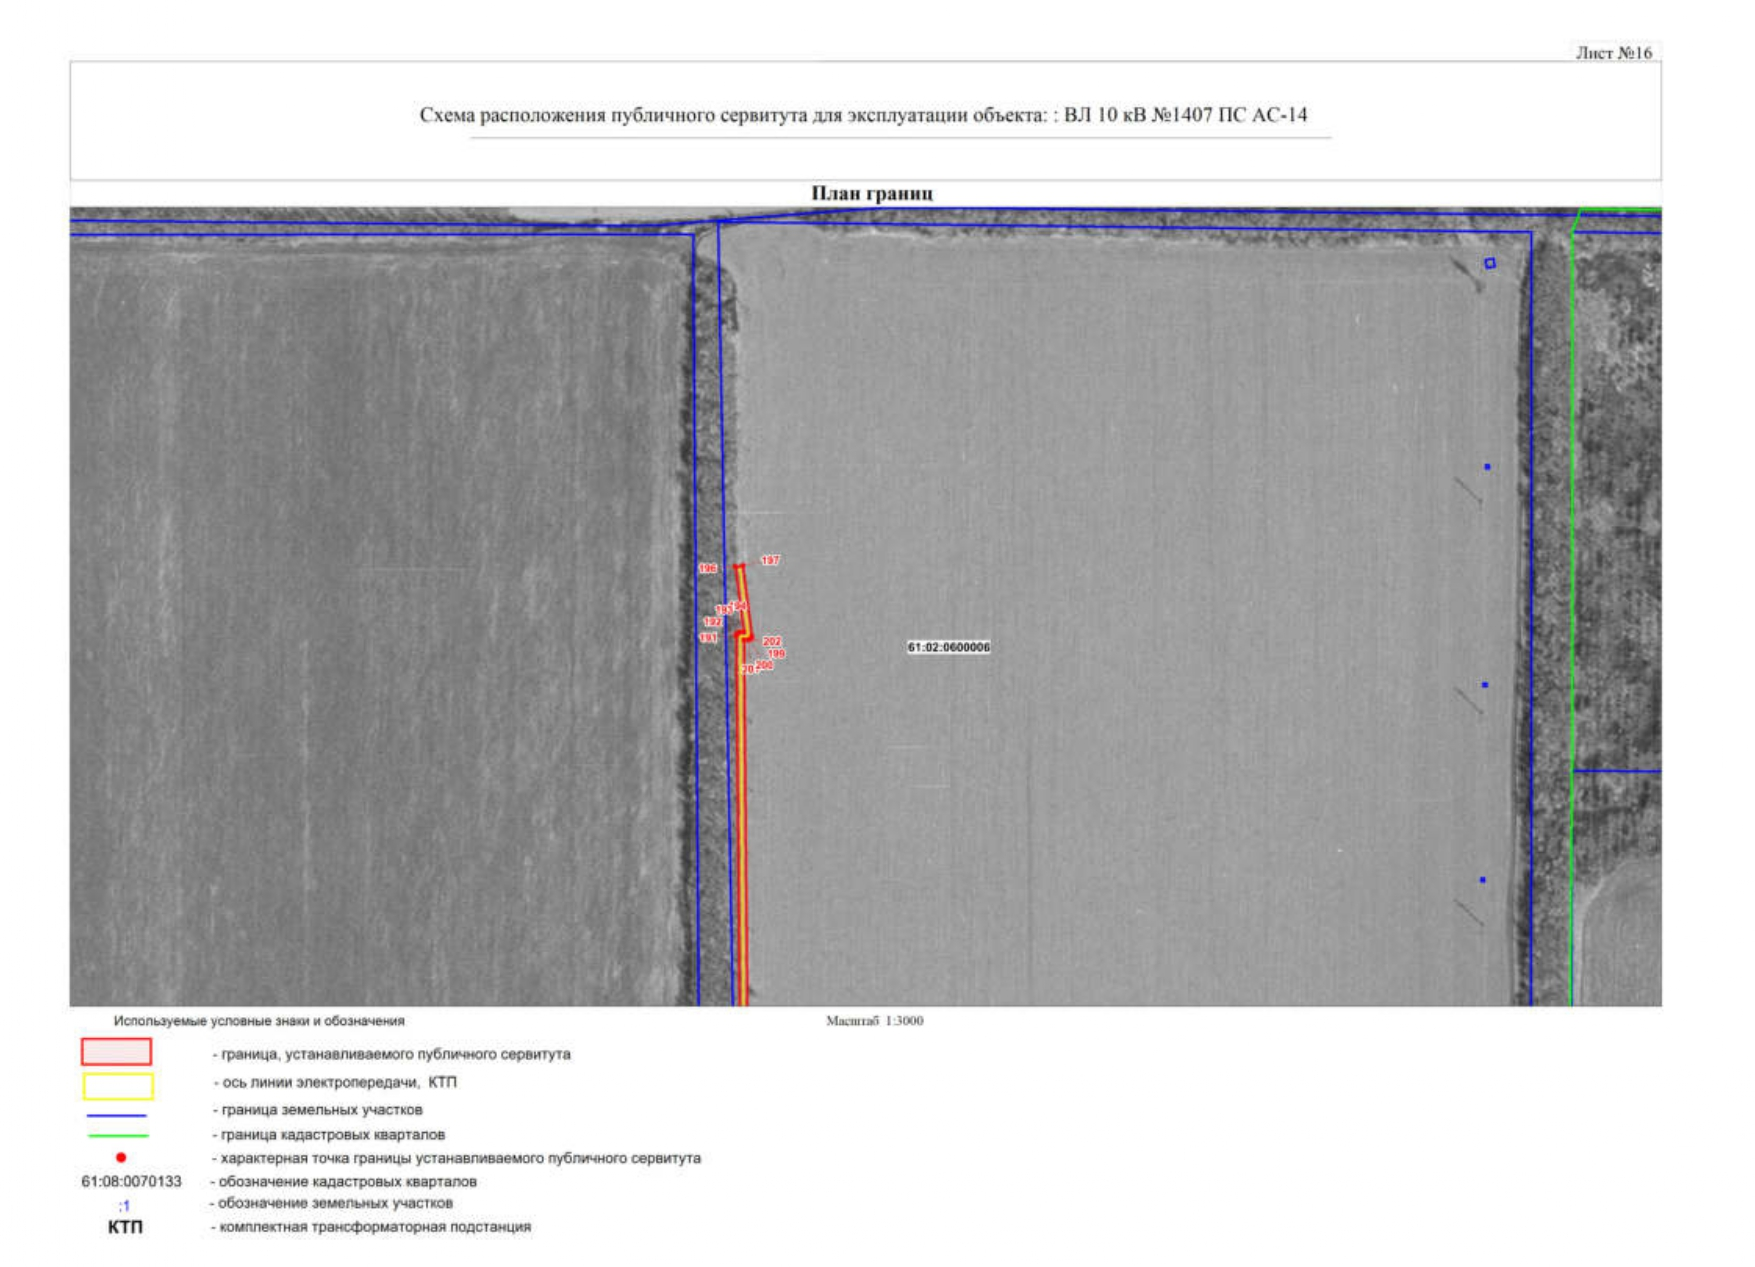 Лист №16
Схема расположения публичного сервитута для эксплуатации объекта: : ВЛ 10 кВ №1407 ПС АС-14
План границ
197
196
192
191
202
199
200
61:02:0600006
Используемые условные знаки и обозначения
Масштаб 1:3000
- граница, устанавливаемого публичного сервитута
- ось линии электропередачи, КТП
- граница земельных участков
- граница кадастровых кварталов
- характерная точка границы устанавливаемого публичного сервитута
61:08:0070133 - обозначение кадастровых кварталов
:1 - обозначение земельных участков
КТП - комплектная трансформаторная подстанция